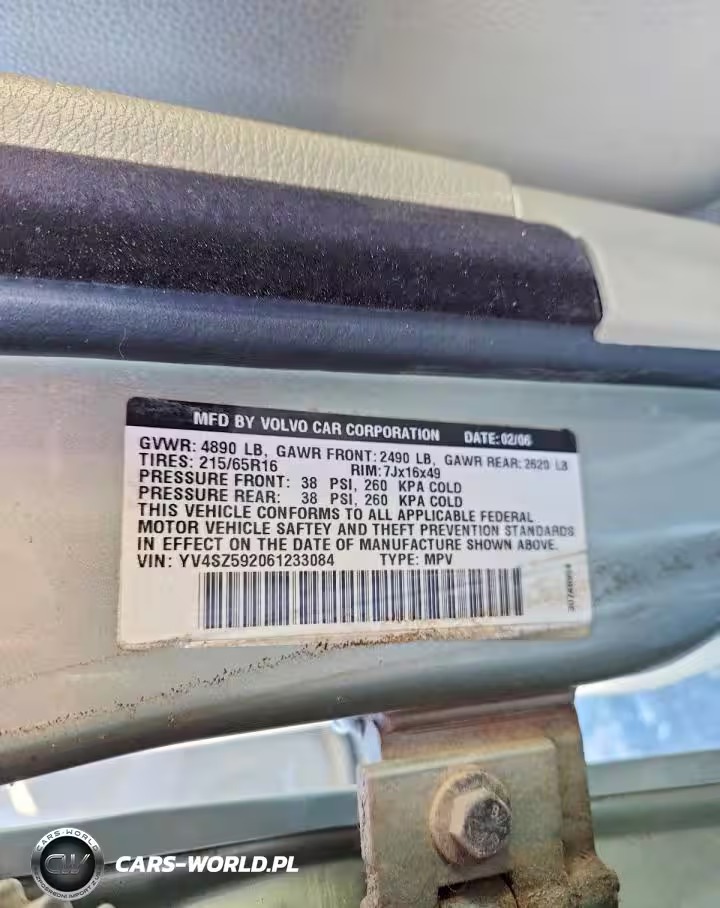 MFD BY VOLVO CAR CORPORATION DATE: 02/06
GVWR: 4890 LB, GAWR FRONT: 2490 LB, GAWR REAR: 2620 LB
TIRES: 215/65R16 RIM: 7Jx16x49
PRESSURE FRONT: 38 PSI, 260 KPA COLD
PRESSURE REAR: 38 PSI, 260 KPA COLD
THIS VEHICLE CONFORMS TO ALL APPLICABLE FEDERAL
MOTOR VEHICLE SAFTEY AND THEFT PREVENTION STANDARDS
IN EFFECT ON THE DATE OF MANUFACTURE SHOWN ABOVE.
VIN: YV4SZ592061233084 TYPE: MPV
CARS-WORLD
CW
CARS-WORLD.PL